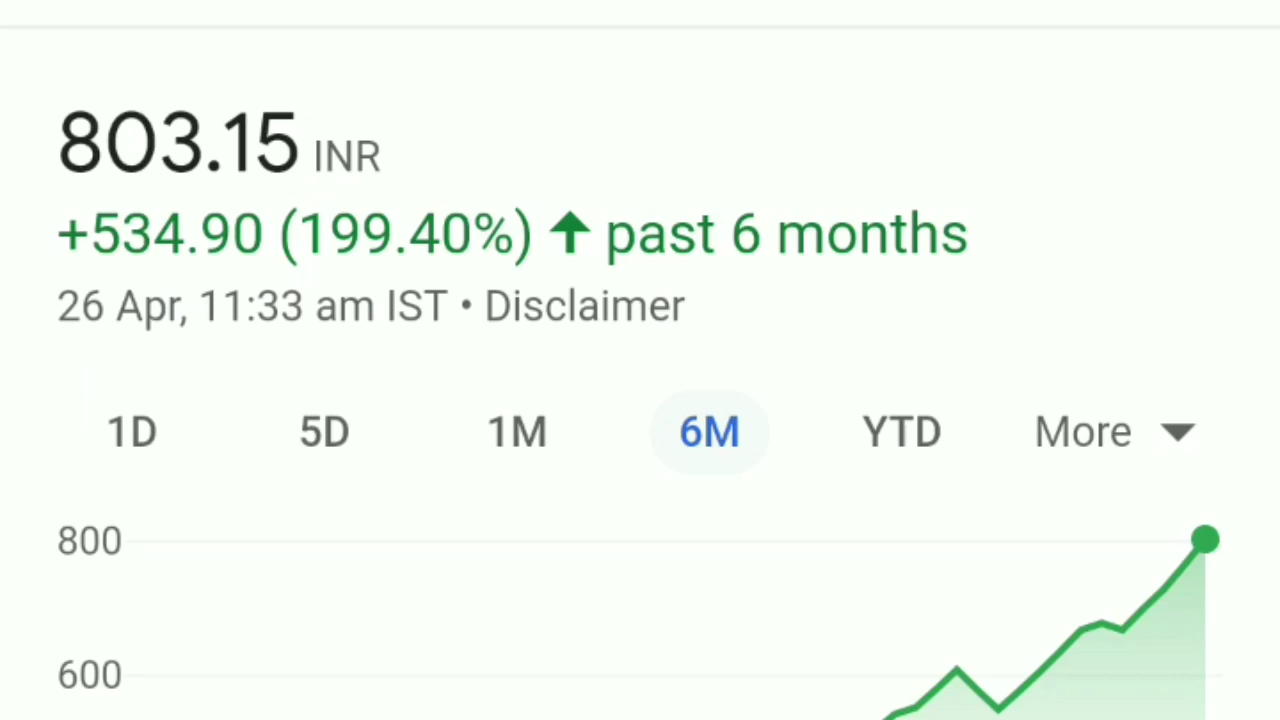 803.15 INR
+534.90 (199.40%) ↑ past 6 months
26 Apr, 11:33 am IST • Disclaimer
1D 5D 1M 6M YTD More
800
600